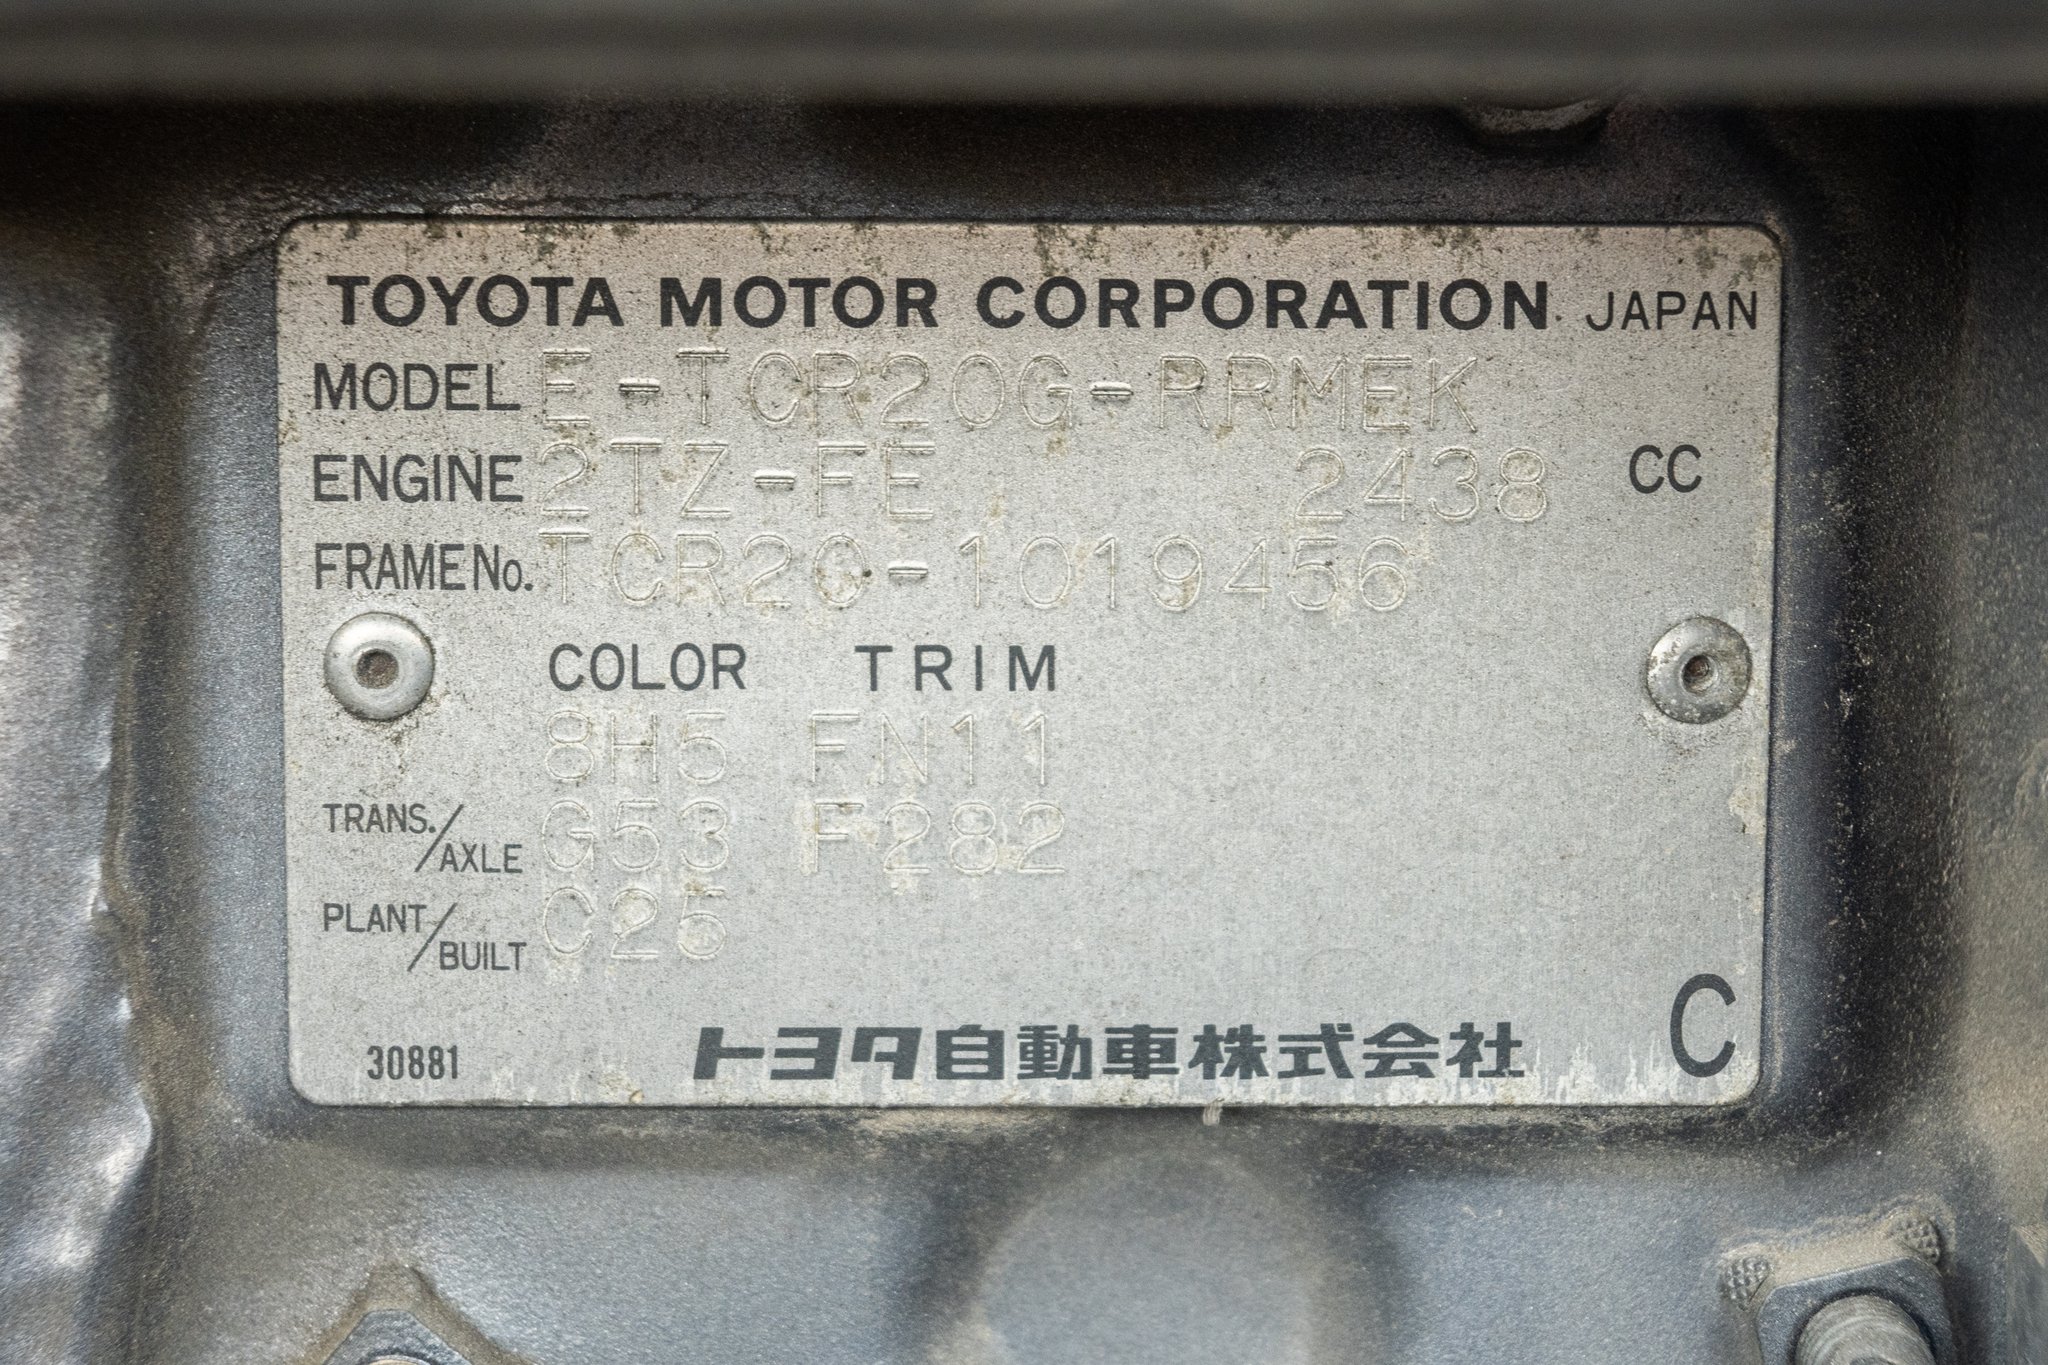 TOYOTA MOTOR CORPORATION. JAPAN
MODEL E-TCR20G-RRMEK
ENGINE 2TZ-FE 2438 CC
FRAME No. TCR20-1019456
COLOR TRIM
8H5 FN11
TRANS./AXLE G53 F282
PLANT/BUILT C25
30881 トヨタ自動車株式会社 C